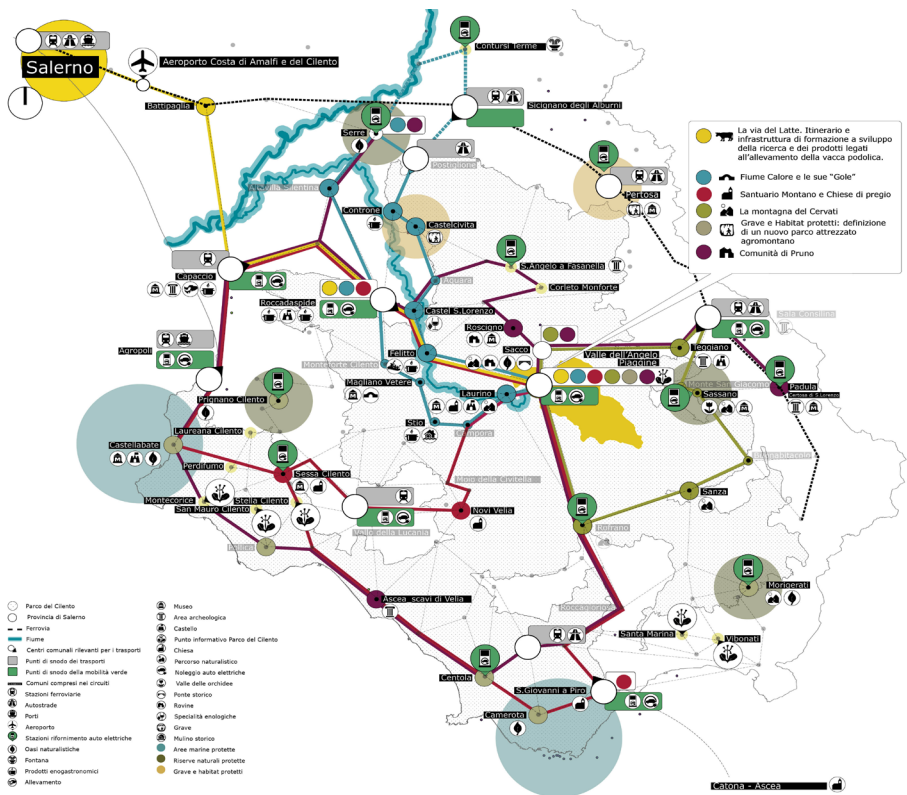 Contursi Terme
Salerno
Aeroporto Costa di Amalfi e del Cilento
Battipaglia
Sicignano degli Alburni
Serre
Postiglione
Pertosa
La via del Latte. Itinerario e
infrastruttura di formazione a sviluppo
della ricerca e dei prodotti legati
all'allevamento della vacca podolica.
Fiume Calore e le sue "Gole"
Santuario Montano e Chiese di pregio
La montagna del Cervati
Grave e Habitat protetti: definizione
di un nuovo parco attrezzato
agromontano
Comunità di Pruno
Altavilla Silentina
Controne
Castelcivita
Capaccio
S.Angelo a Fasanella
Acuara
Corleto Monforte
Roccadaspide
Castel S.Lorenzo
Roscigno
Sala Consilina
Agropoli
Sacco
Teggiano
Felitto
Valle dell'Angelo
Piaggine
Monteforte Cilento
Magliano Vetere
Monte San Giacomo
Padula
Certosa di S.Lorenzo
Sassano
Prignano Cilento
Laurino
Stio
Campora
Laureana Cilento
Castellabate
Buonabitacolo
Perdifumo
Sessa Cilento
Moio della Civitella
Montecorice
Stella Cilento
San Mauro Cilento
Novi Velia
Sanza
Vallo della Lucania
Rofrano
Pollica
Ascea scavi di Velia
Morigerati
Roccagloriosa
Santa Marina
Vibonati
Centola
S.Giovanni a Piro
Camerota
Catona - Ascea
Parco del Cilento
Provincia di Salerno
Ferrovia
Fiume
Centri comunali rilevanti per i trasporti
Punti di snodo dei trasporti
Punti di snodo della mobilità verde
Comuni compresi nei circuiti
Stazioni ferroviarie
Autostrade
Porti
Aeroporto
Stazioni rifornimento auto elettriche
Oasi naturalistiche
Fontana
Prodotti enogastronomici
Allevamento
Museo
Area archeologica
Castello
Punto informativo Parco del Cilento
Chiesa
Percorso naturalistico
Noleggio auto elettriche
Valle delle orchidee
Ponte storico
Rovine
Specialità enologiche
Grave
Mulino storico
Aree marine protette
Riserve naturali protette
Grave e habitat protetti